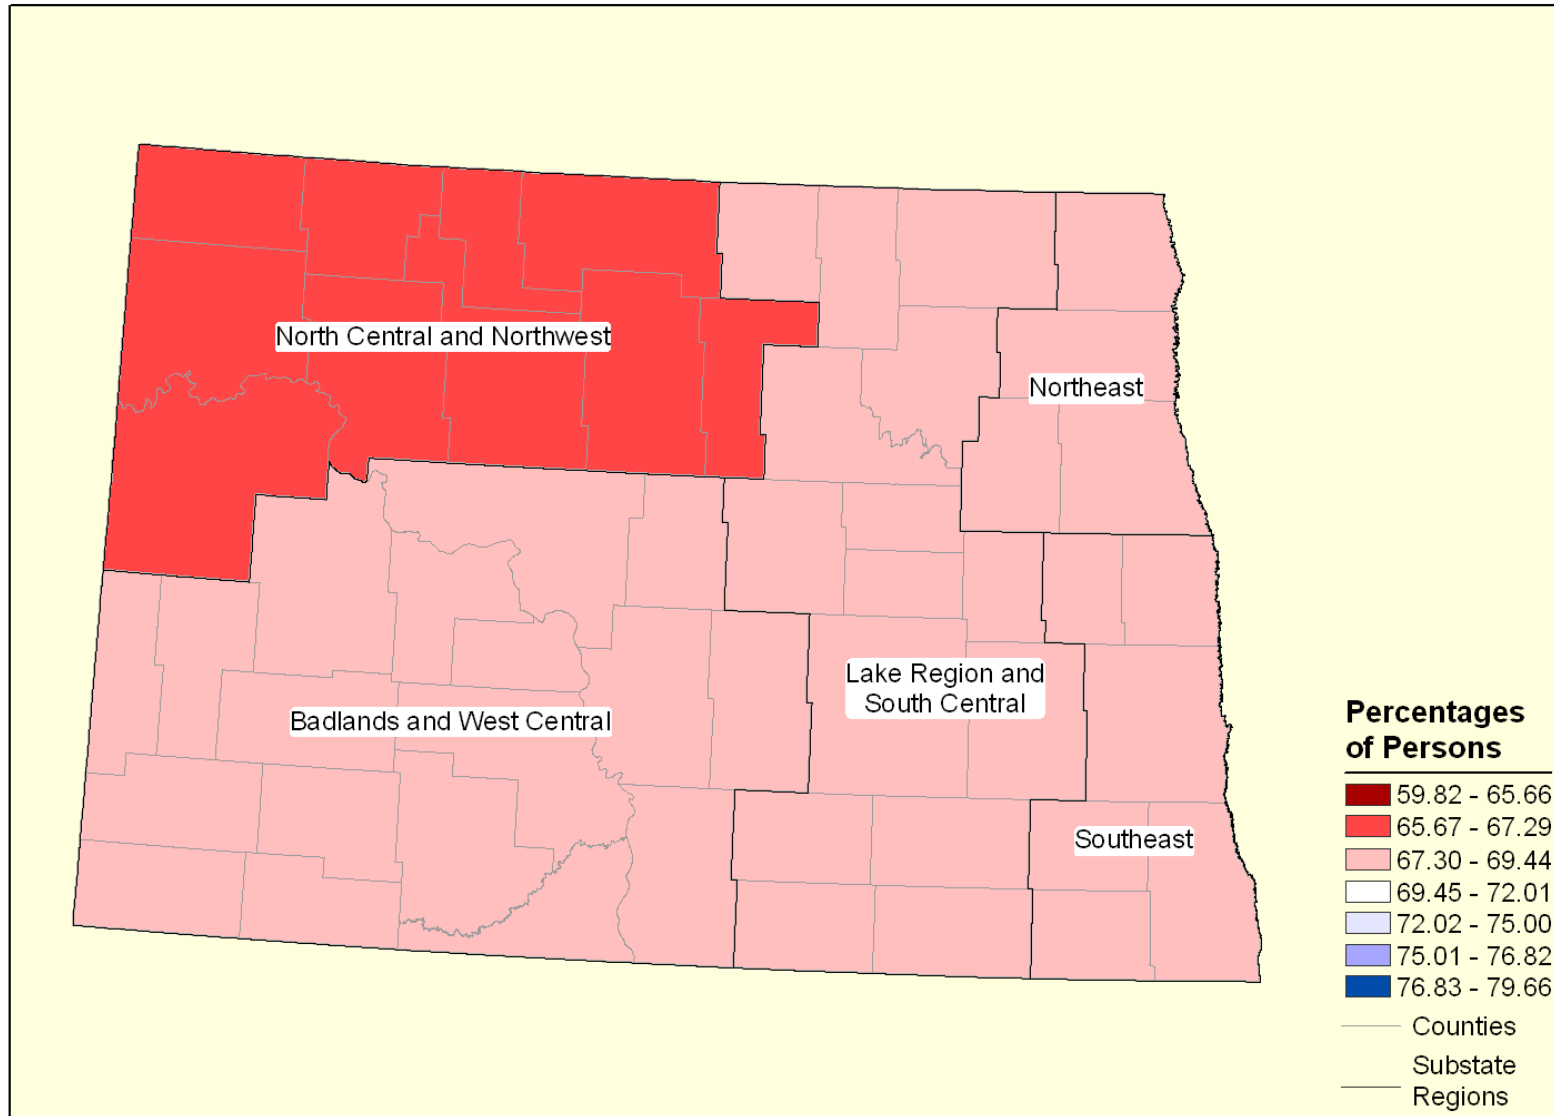 North Central and Northwest
Northeast
Lake Region and
South Central
Badlands and West Central
Southeast
Percentages
of Persons
59.82 - 65.66
65.67 - 67.29
67.30 - 69.44
69.45 - 72.01
72.02 - 75.00
75.01 - 76.82
76.83 - 79.66
Counties
Substate
Regions